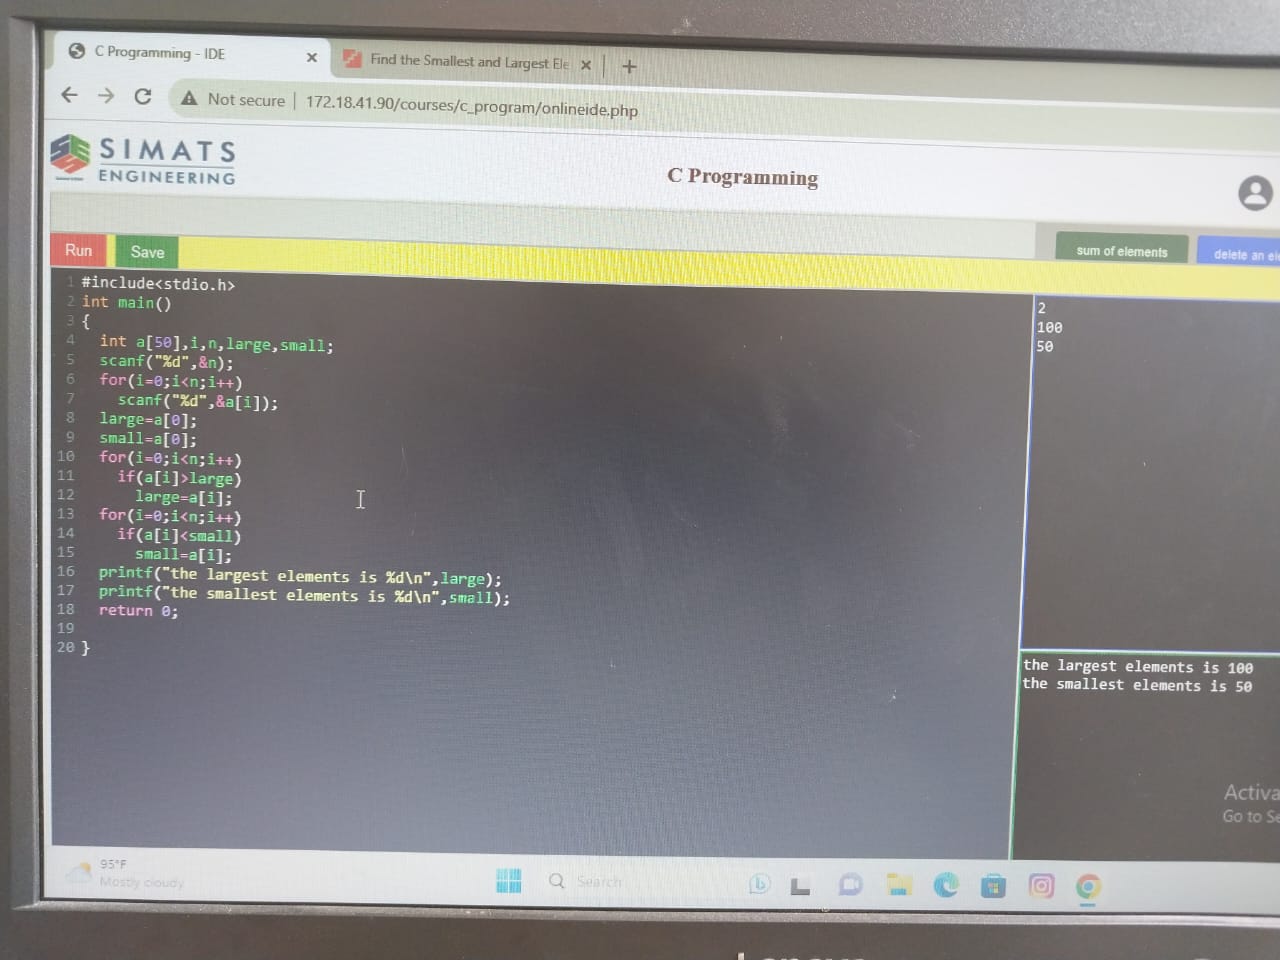 C Programming - IDE
Find the Smallest and Largest Ele
Not secure
172.18.41.90/courses/c_program/onlineide.php
SIMATS
ENGINEERING
C Programming
sum of elements
delete an ele
Run
Save
1 #include<stdio.h>
2 int main()
3 {
4 int a[50],i,n,large,small;
5 scanf("%d",&n);
6 for(i=0;i<n;i++)
7 scanf("%d",&a[i]);
8 large=a[0];
9 small=a[0];
10 for(i=0;i<n;i++)
11 if(a[i]>large)
12 large=a[i];
13 for(i=0;i<n;i++)
14 if(a[i]<small)
15 small=a[i];
16 printf("the largest elements is %d\n",large);
17 printf("the smallest elements is %d\n",small);
18 return 0;
19
20 }
2
100
50
the largest elements is 100
the smallest elements is 50
Activa
Go to Se
95°F
Mostly cloudy
Search